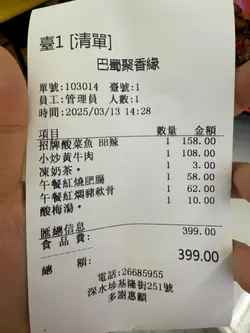 臺1 [清單]
巴蜀聚香緣
單號:103014 臺號:1
員工:管理員 人數:1
時間:2025/03/13 14:28
項目 數量 金額
招牌酸菜魚 BB辣 1 158.00
小炒黃牛肉 1 108.00
凍奶茶* 1 3.00
午餐紅燒肥腸 1 58.00
午餐紅燜豬軟骨 1 62.00
酸梅湯* 1 10.00
匯總信息 399.00
食品費:
總額: 399.00
電話:26685955
深水埗基隆街251號
多謝惠顧